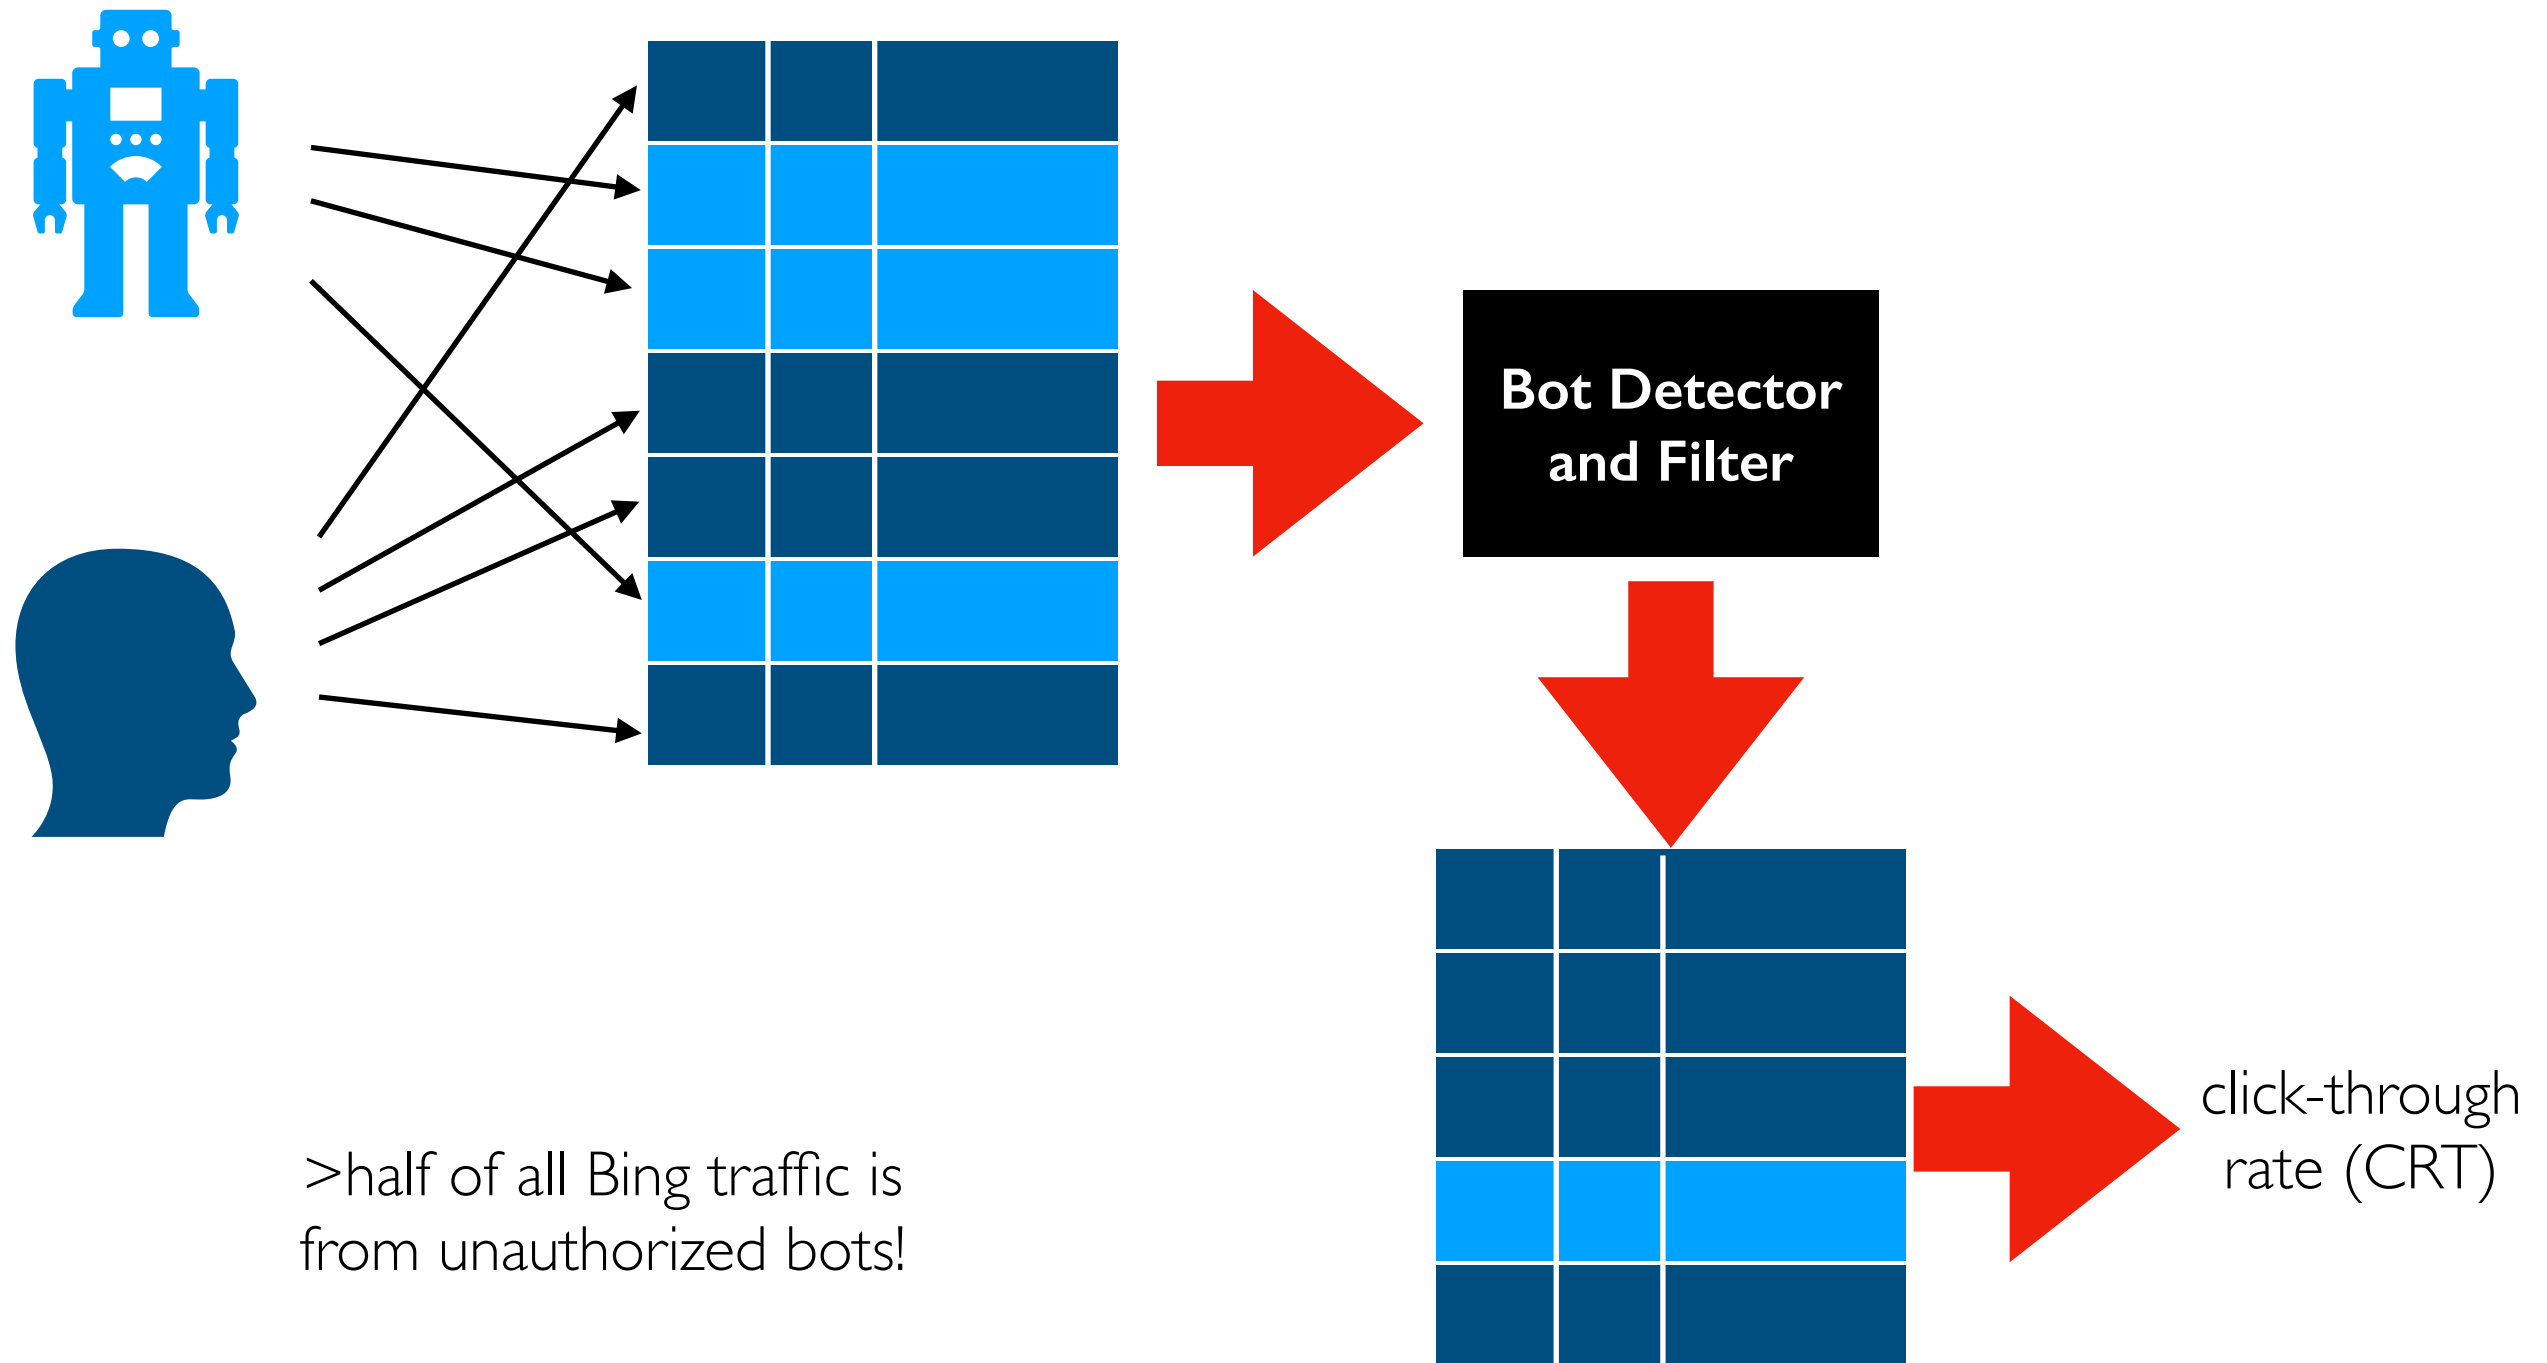 Bot Detector
and Filter
click-through
rate (CRT)
>half of all Bing traffic is
from unauthorized bots!